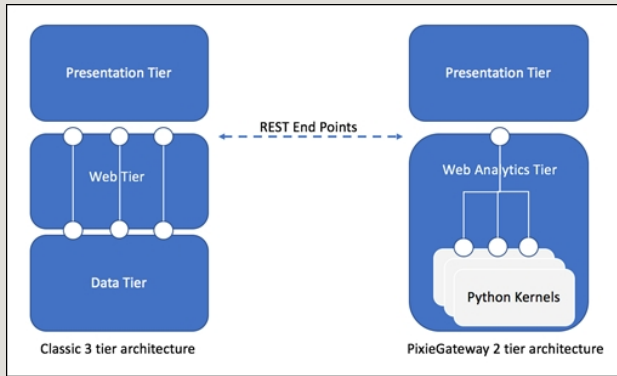 Presentation Tier
Web Tier
Data Tier
Classic 3 tier architecture
REST End Points
Presentation Tier
Web Analytics Tier
Python Kernels
PixieGateway 2 tier architecture